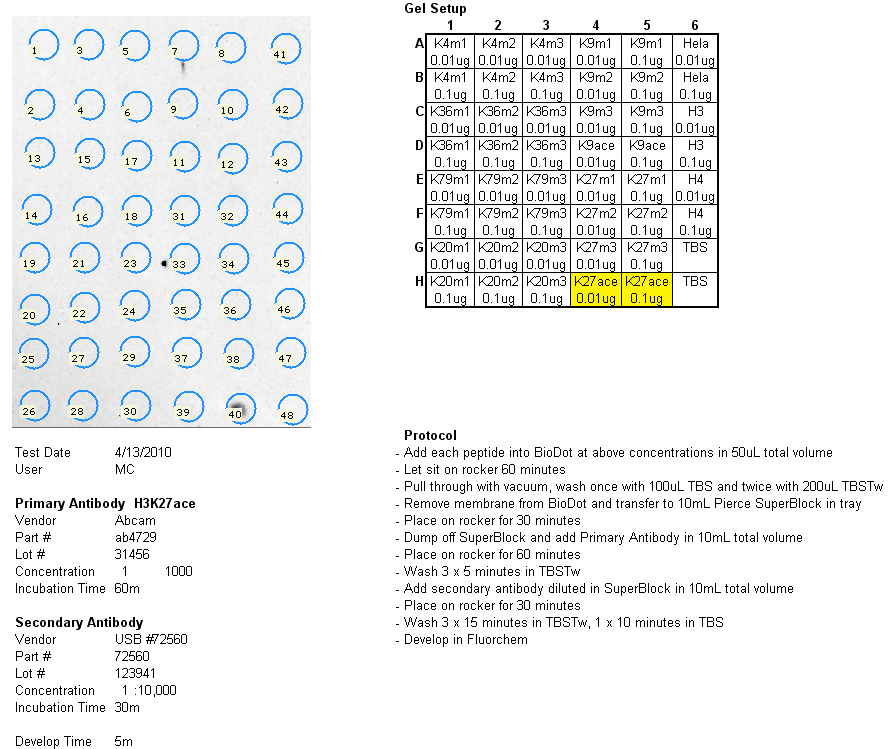 Gel Setup
1 2 3 4 5 6
A K4m1 K4m2 K4m3 K9m1 K9m1 Hela
0.01ug 0.01ug 0.01ug 0.01ug 0.1ug 0.01ug
B K4m1 K4m2 K4m3 K9m2 K9m2 Hela
0.1ug 0.1ug 0.1ug 0.01ug 0.1ug 0.1ug
C K36m1 K36m2 K36m3 K9m3 K9m3 H3
0.01ug 0.01ug 0.01ug 0.01ug 0.1ug 0.01ug
D K36m1 K36m2 K36m3 K9ace K9ace H3
0.1ug 0.1ug 0.1ug 0.01ug 0.1ug 0.1ug
E K79m1 K79m2 K79m3 K27m1 K27m1 H4
0.01ug 0.01ug 0.01ug 0.01ug 0.1ug 0.01ug
F K79m1 K79m2 K79m3 K27m2 K27m2 H4
0.1ug 0.1ug 0.1ug 0.01ug 0.1ug 0.1ug
G K20m1 K20m2 K20m3 K27m3 K27m3 TBS
0.01ug 0.01ug 0.01ug 0.01ug 0.1ug
H K20m1 K20m2 K20m3 K27ace K27ace TBS
0.1ug 0.1ug 0.1ug 0.01ug 0.1ug
1 3 5 7 8 41
2 4 6 9 10 42
13 15 17 11 12 43
14 16 18 31 32 44
19 21 23 33 34 45
20 22 24 35 36 46
25 27 29 37 38 47
26 28 30 39 40 48
Test Date 4/13/2010
User MC
Primary Antibody H3K27ace
Vendor Abcam
Part # ab4729
Lot # 31456
Concentration 1 1000
Incubation Time 60m
Secondary Antibody
Vendor USB #72560
Part # 72560
Lot # 123941
Concentration 1 :10,000
Incubation Time 30m
Develop Time 5m
Protocol
- Add each peptide into BioDot at above concentrations in 50uL total volume
- Let sit on rocker 60 minutes
- Pull through with vacuum, wash once with 100uL TBS and twice with 200uL TBSTw
- Remove membrane from BioDot and transfer to 10mL Pierce SuperBlock in tray
- Place on rocker for 30 minutes
- Dump off SuperBlock and add Primary Antibody in 10mL total volume
- Place on rocker for 60 minutes
- Wash 3 x 5 minutes in TBSTw
- Add secondary antibody diluted in SuperBlock in 10mL total volume
- Place on rocker for 30 minutes
- Wash 3 x 15 minutes in TBSTw, 1 x 10 minutes in TBS
- Develop in Fluorchem